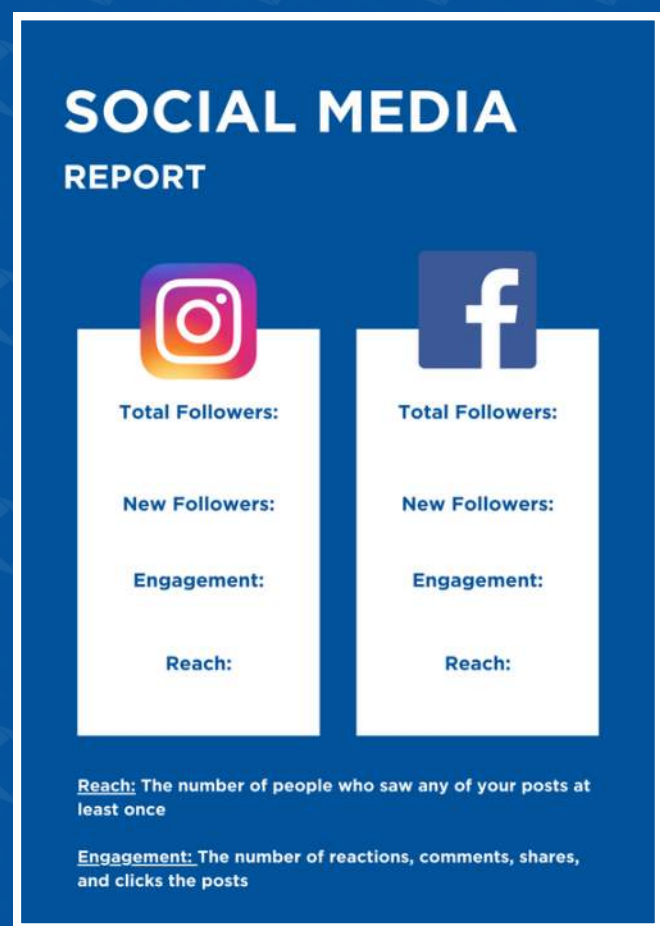 SOCIAL MEDIA
REPORT
Total Followers:
New Followers:
Engagement:
Reach:
Total Followers:
New Followers:
Engagement:
Reach:
Reach: The number of people who saw any of your posts at
least once
Engagement: The number of reactions, comments, shares,
and clicks the posts